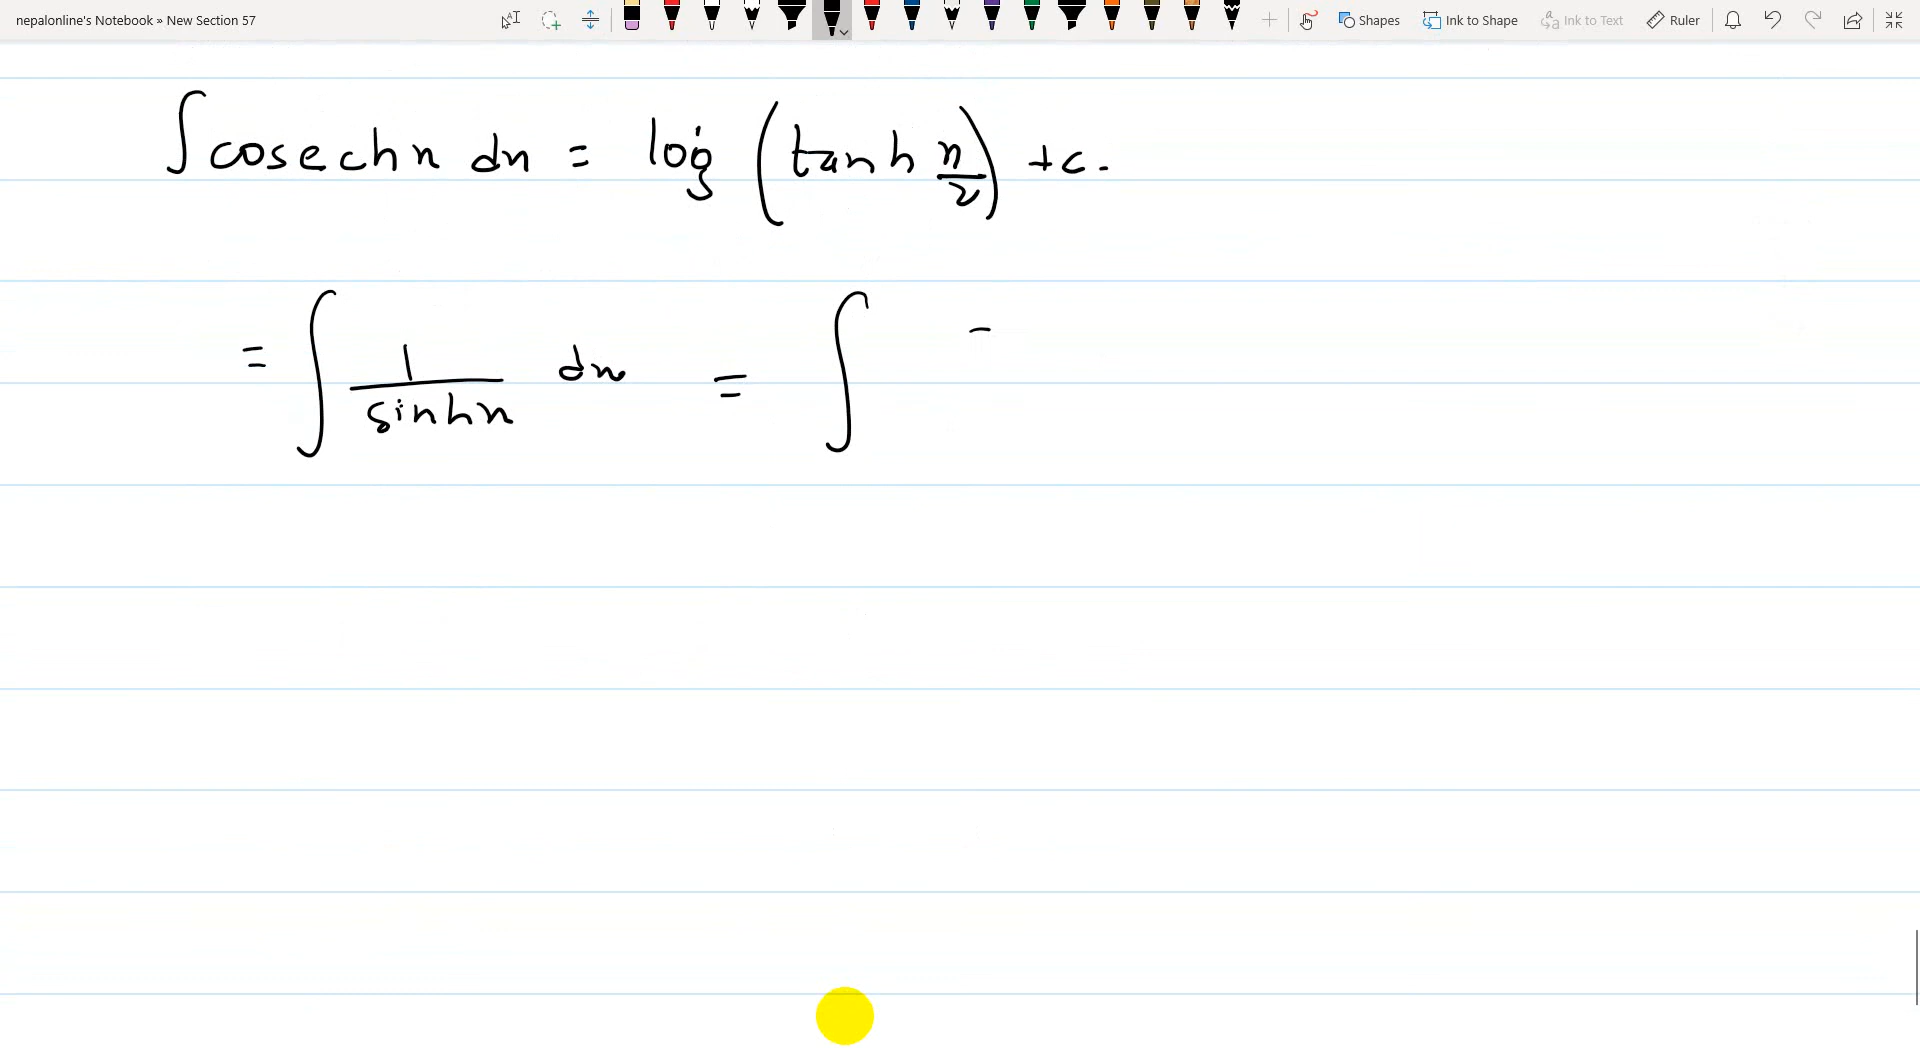 nepalonline's Notebook » New Section 57
Shapes Ink to Shape Ink to Text Ruler
∫ cosechx dx = log (tanh x/2) + c.
= ∫ 1/sinhx dx = ∫ -